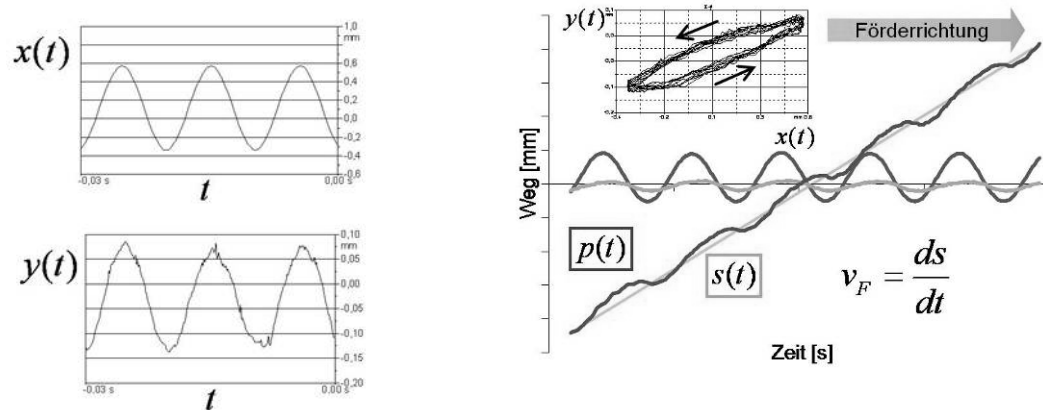 x(t)
1,0
mm
0,8
0,6
0,4
0,2
0,0
-0,2
-0,4
-0,6
-0,03 s
0,00 s
t
y(t)
0,10
mm
0,05
0,00
-0,05
-0,10
-0,15
-0,20
-0,03 s
0,00 s
t
y(t)
x(t)
Förderrichtung
Weg [mm]
p(t)
s(t)
v_F = ds/dt
Zeit [s]